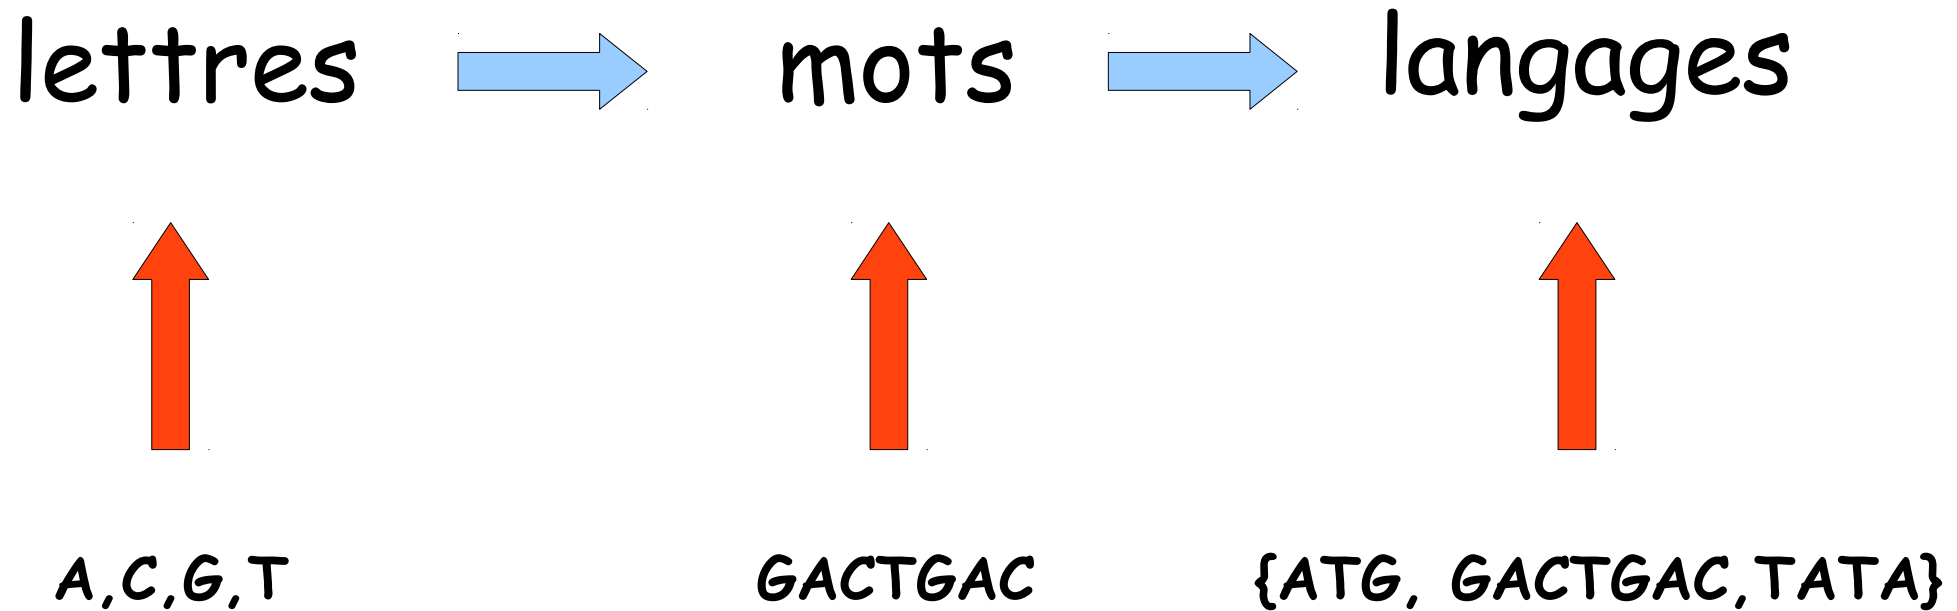 lettres mots langages
A,C,G,T GACTGAC {ATG, GACTGAC,TATA}